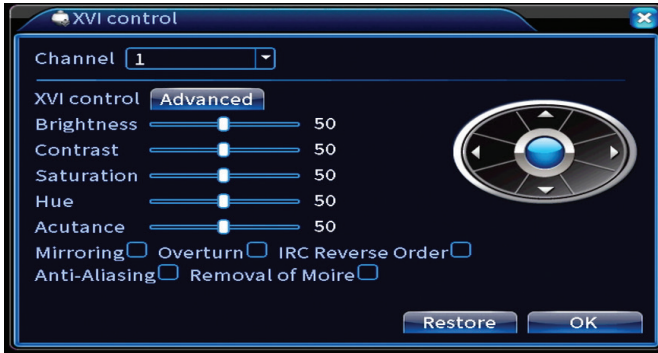 XVI control
Channel 1
XVI control Advanced
Brightness 50
Contrast 50
Saturation 50
Hue 50
Acutance 50
Mirroring Overturn IRC Reverse Order
Anti-Aliasing Removal of Moire
Restore OK